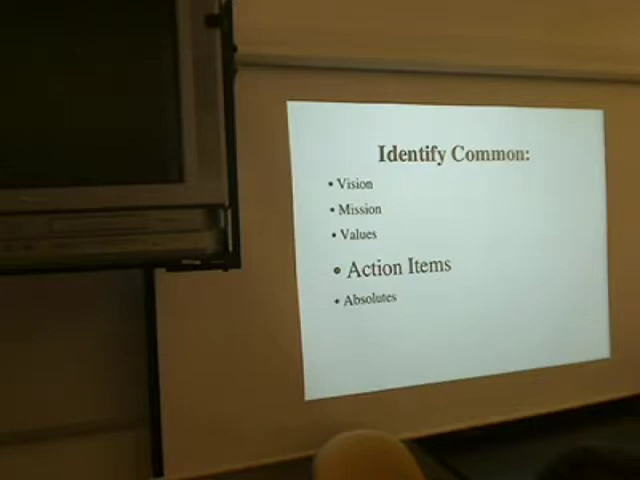 Identify Common:
• Vision
• Mission
• Values
• Action Items
• Absolutes